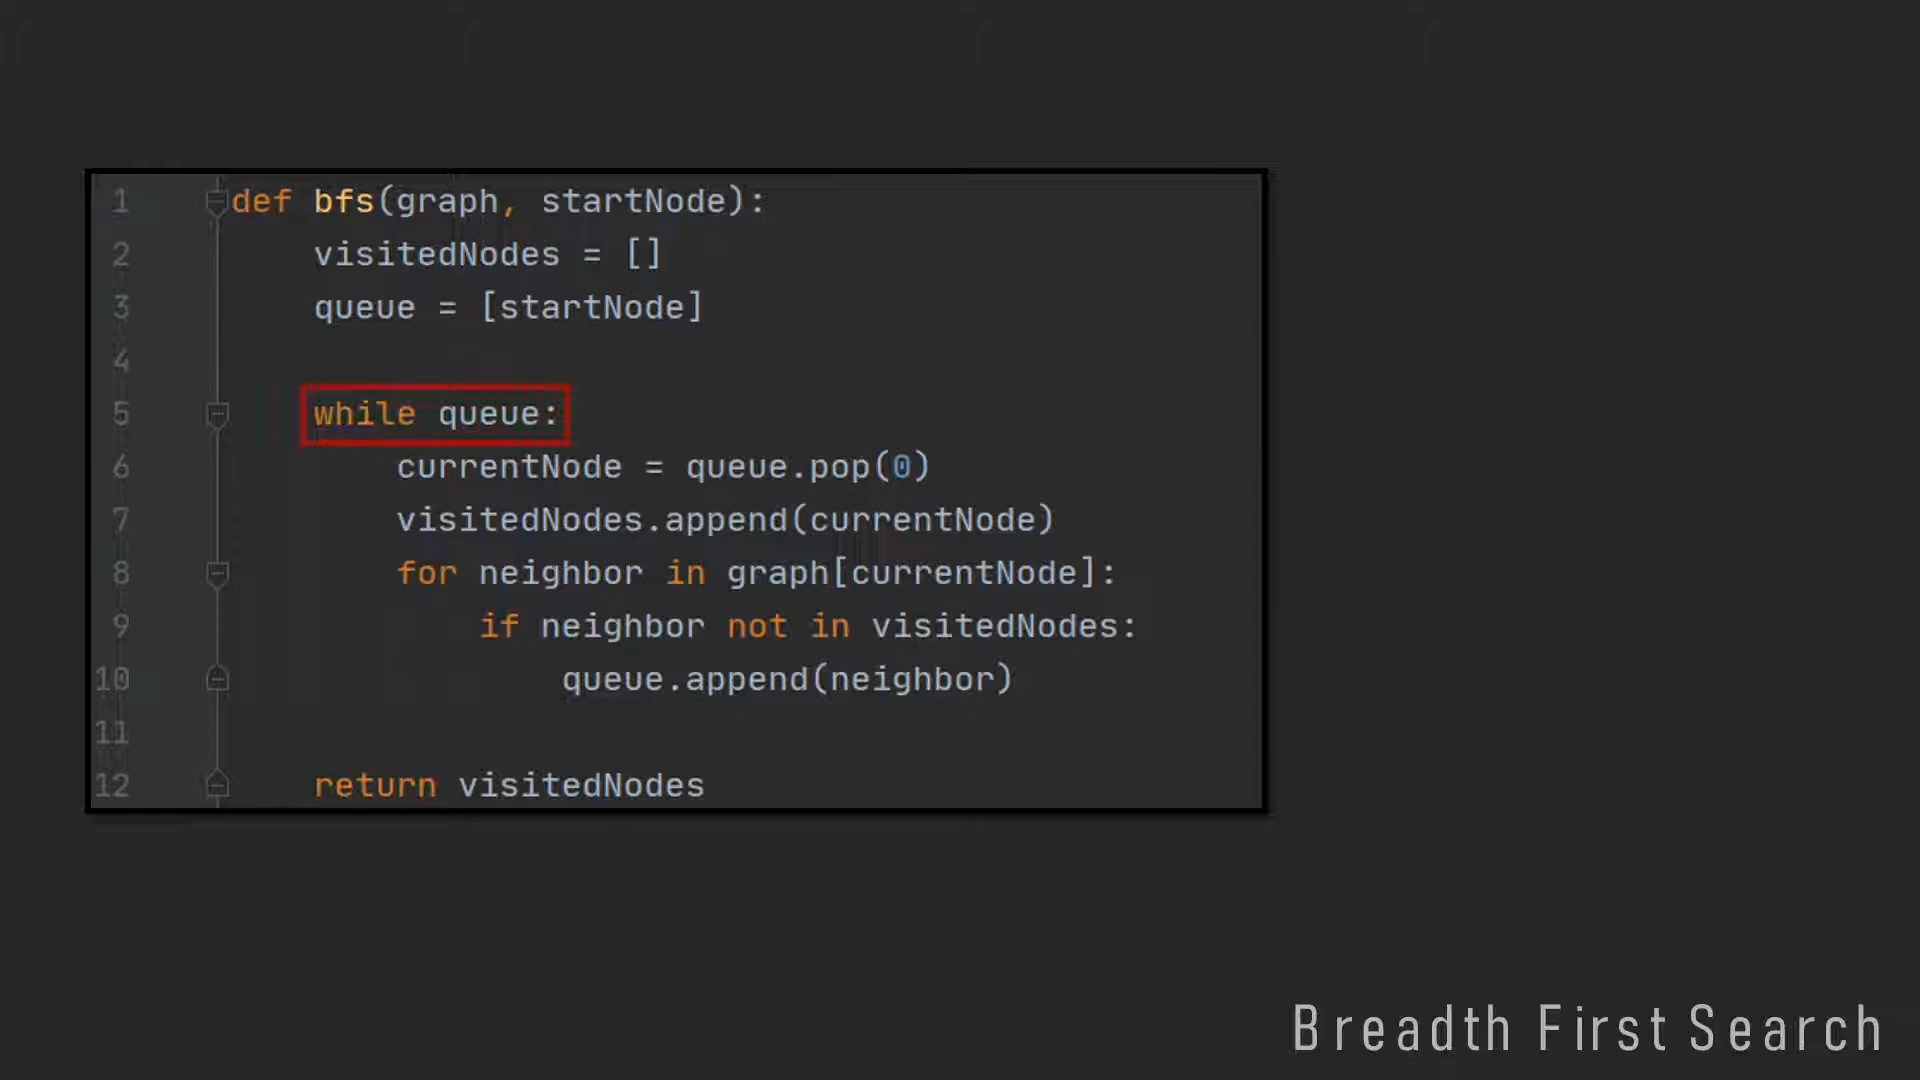 1 def bfs(graph, startNode):
2 visitedNodes = []
3 queue = [startNode]
4
5 while queue:
6 currentNode = queue.pop(0)
7 visitedNodes.append(currentNode)
8 for neighbor in graph[currentNode]:
9 if neighbor not in visitedNodes:
10 queue.append(neighbor)
11
12 return visitedNodes
Breadth First Search